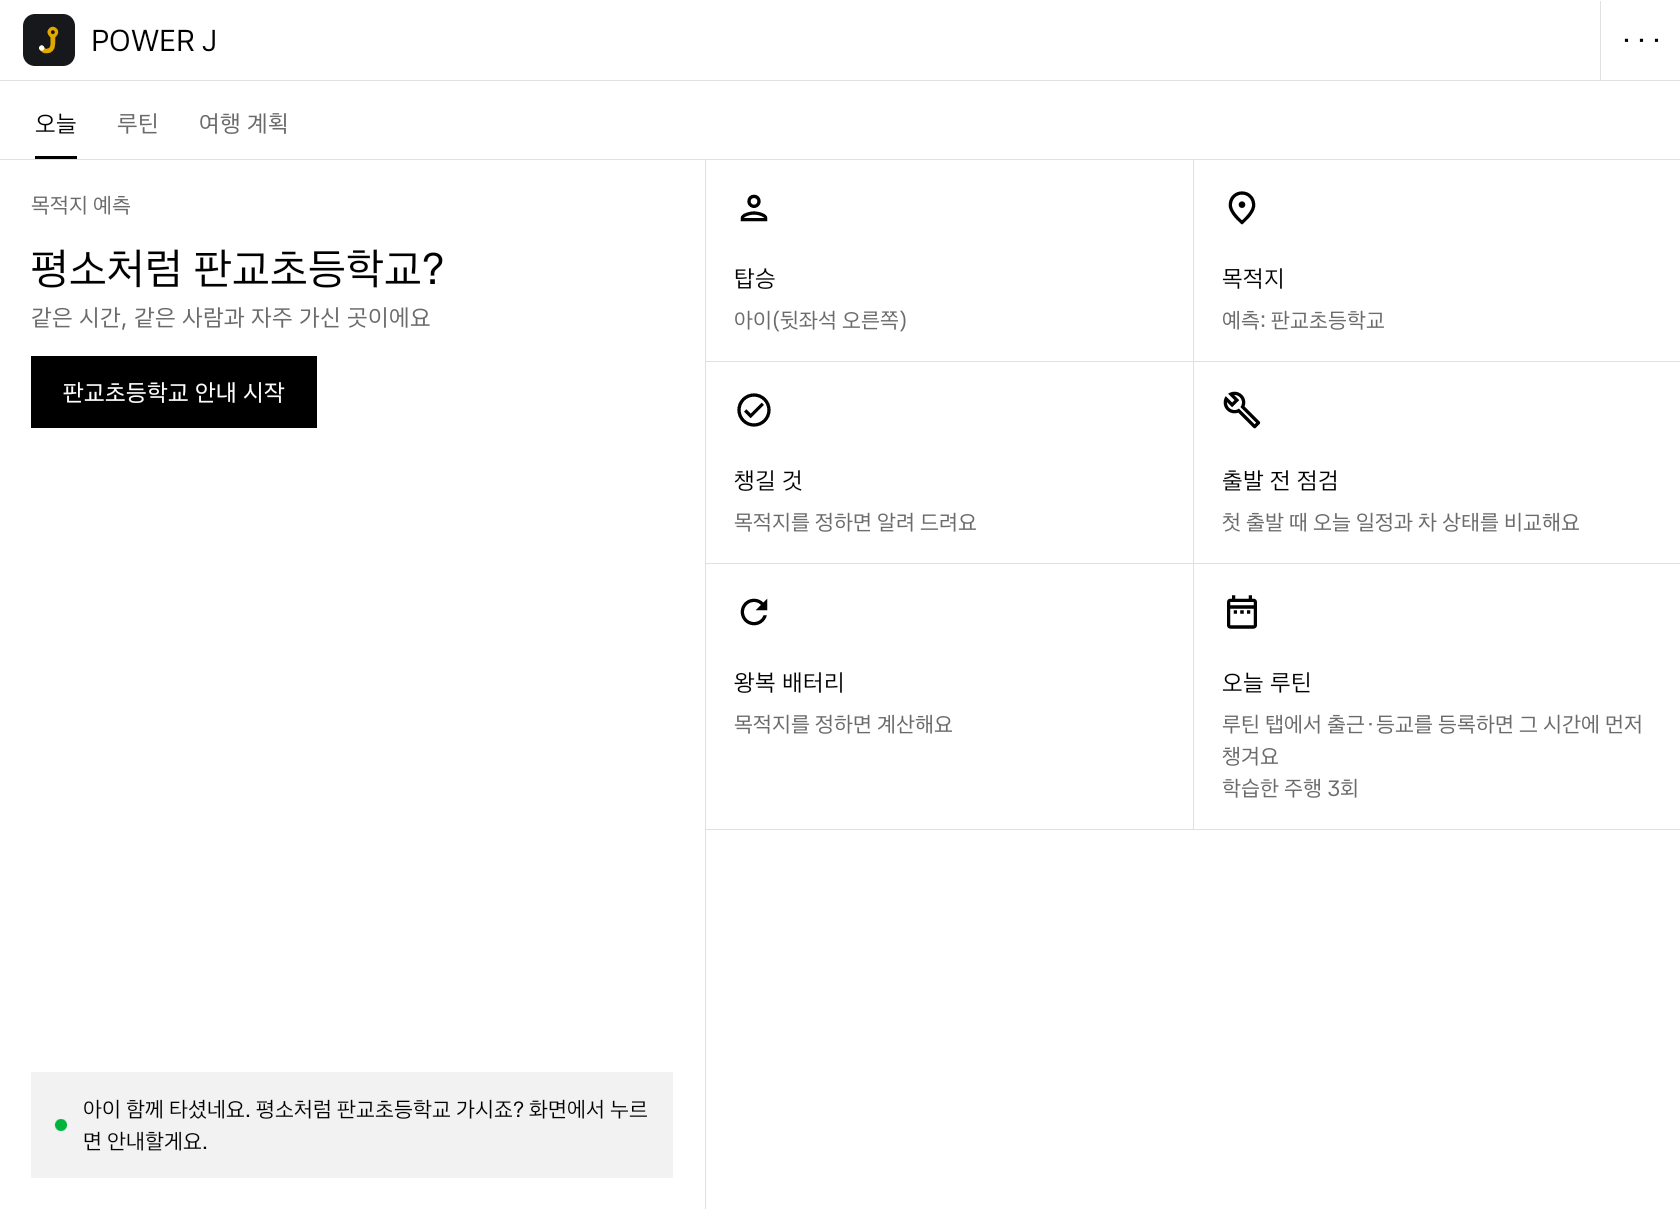 POWER J
오늘
루틴
여행 계획
목적지 예측
평소처럼 판교초등학교?
같은 시간, 같은 사람과 자주 가신 곳이에요
판교초등학교 안내 시작
아이 함께 타셨네요. 평소처럼 판교초등학교 가시죠? 화면에서 누르
면 안내할게요.
탑승
아이(뒷좌석 오른쪽)
목적지
예측: 판교초등학교
챙길 것
목적지를 정하면 알려 드려요
출발 전 점검
첫 출발 때 오늘 일정과 차 상태를 비교해요
왕복 배터리
목적지를 정하면 계산해요
오늘 루틴
루틴 탭에서 출근·등교를 등록하면 그 시간에 먼저
챙겨요
학습한 주행 3회